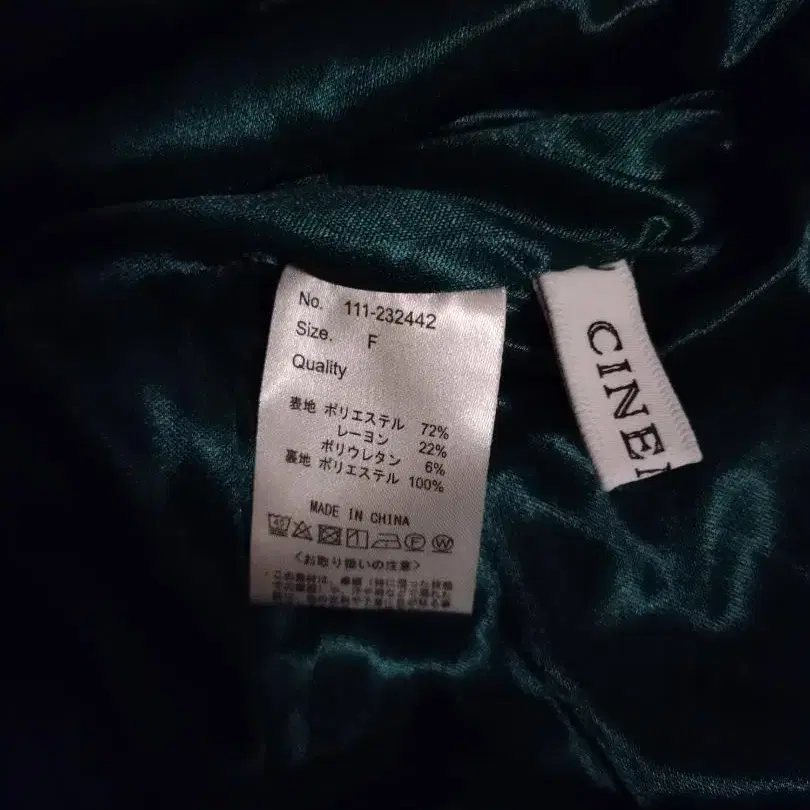 No. 111-232442
Size. F
Quality
表地 ポリエステル 72%
レーヨン 22%
ポリウレタン 6%
裏地 ポリエステル 100%
MADE IN CHINA
<お取り扱いの注意>
CINE